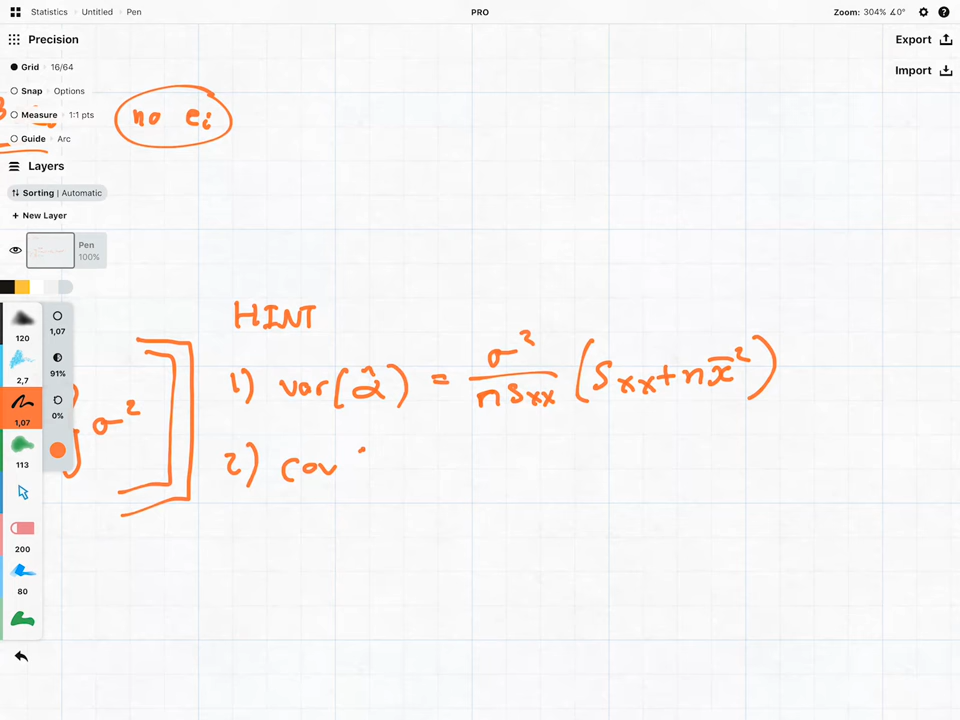 Statistics › Untitled › Pen
PRO
Zoom: 304% ∡0°
Precision
Export
Grid › 16/64
Import
Snap › Options
Measure › 1:1 pts
no eᵢ
Guide › Arc
Layers
Sorting | Automatic
+ New Layer
Pen
100%
120
1,07
2,7
91%
1,07
0%
113
200
80
σ²
HINT
1) var(α̂) = σ²/(n Sxx) (Sxx + n x̄²)
2) cov